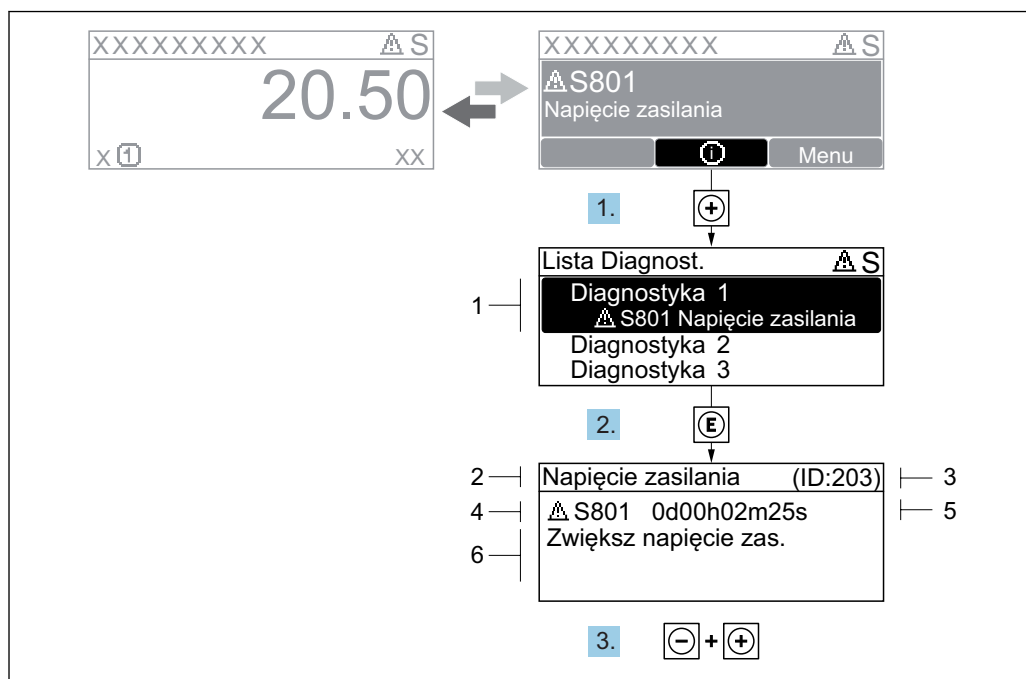 XXXXXXXXX ⚠ S
20.50
X 1 XX
XXXXXXXXX ⚠ S
⚠ S801
Napięcie zasilania
i Menu
1. +
Lista Diagnost. ⚠ S
1 Diagnostyka 1
⚠ S801 Napięcie zasilania
Diagnostyka 2
Diagnostyka 3
2. E
2 Napięcie zasilania (ID:203) 3
4 ⚠ S801 0d00h02m25s 5
6 Zwiększ napięcie zas.
3. - + +